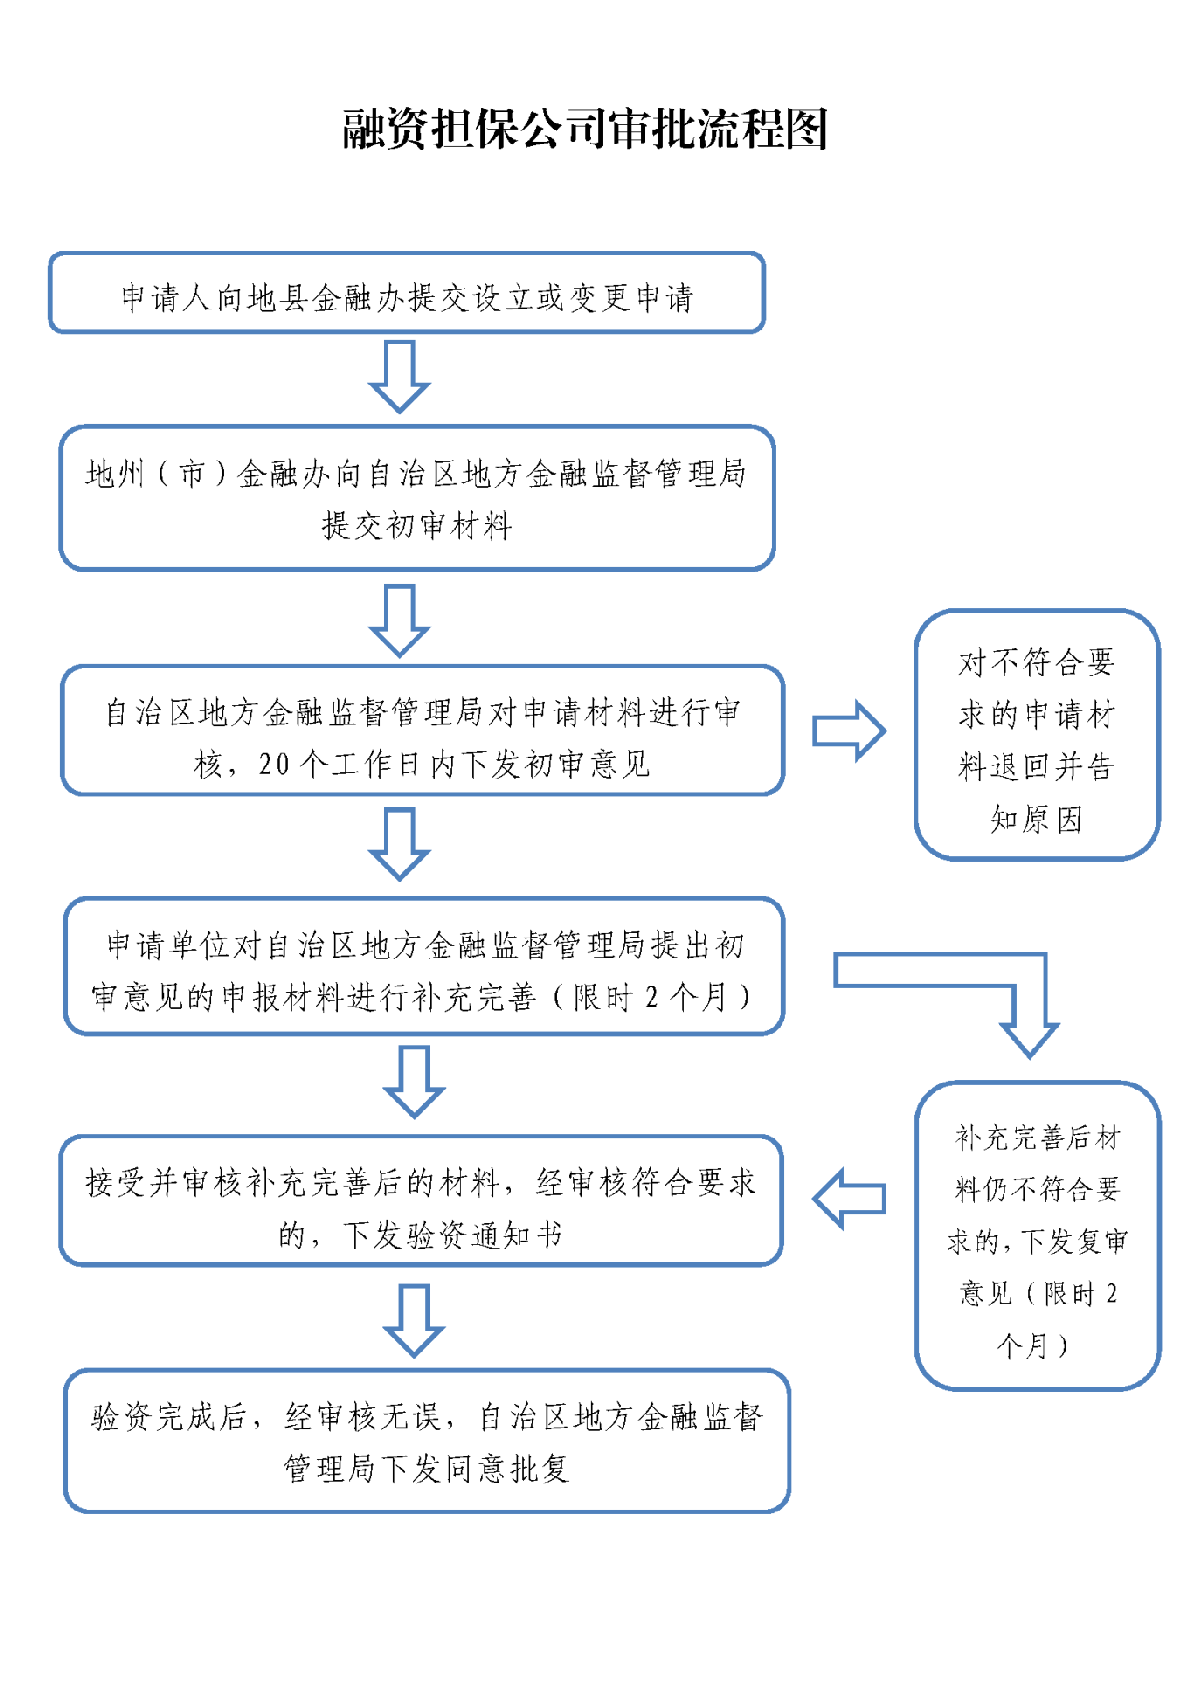 融资担保公司审批流程图
申请人向地县金融办提交设立或变更申请
地州（市）金融办向自治区地方金融监督管理局
提交初审材料
自治区地方金融监督管理局对申请材料进行审
核，20个工作日内下发初审意见
对不符合要
求的申请材
料退回并告
知原因
申请单位对自治区地方金融监督管理局提出初
审意见的申报材料进行补充完善（限时2个月）
接受并审核补充完善后的材料，经审核符合要求
的，下发验资通知书
补充完善后材
料仍不符合要
求的，下发复审
意见（限时2
个月）
验资完成后，经审核无误，自治区地方金融监督
管理局下发同意批复